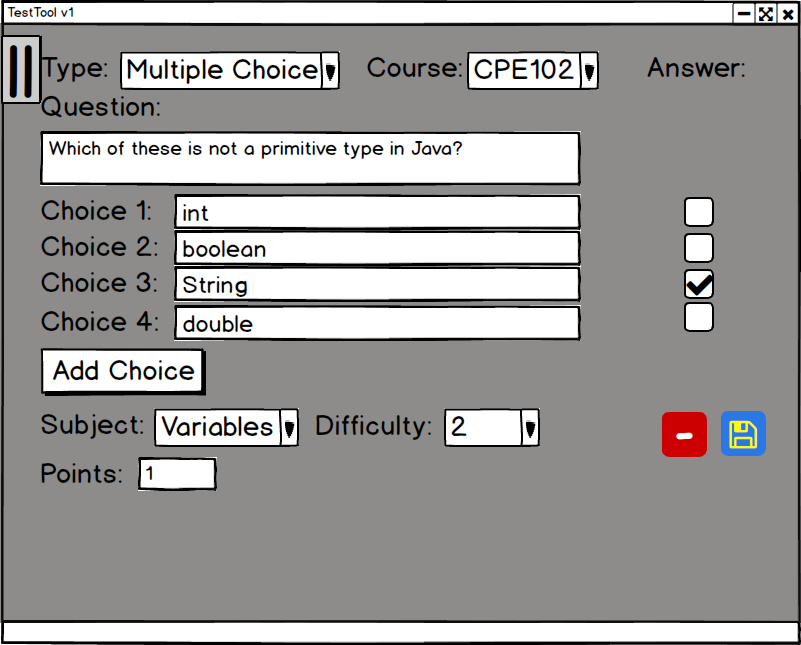 TestTool v1
Type: Multiple Choice Course: CPE102 Answer:
Question:
Which of these is not a primitive type in Java?
Choice 1: int
Choice 2: boolean
Choice 3: String
Choice 4: double
Add Choice
Subject: Variables Difficulty: 2
Points: 1